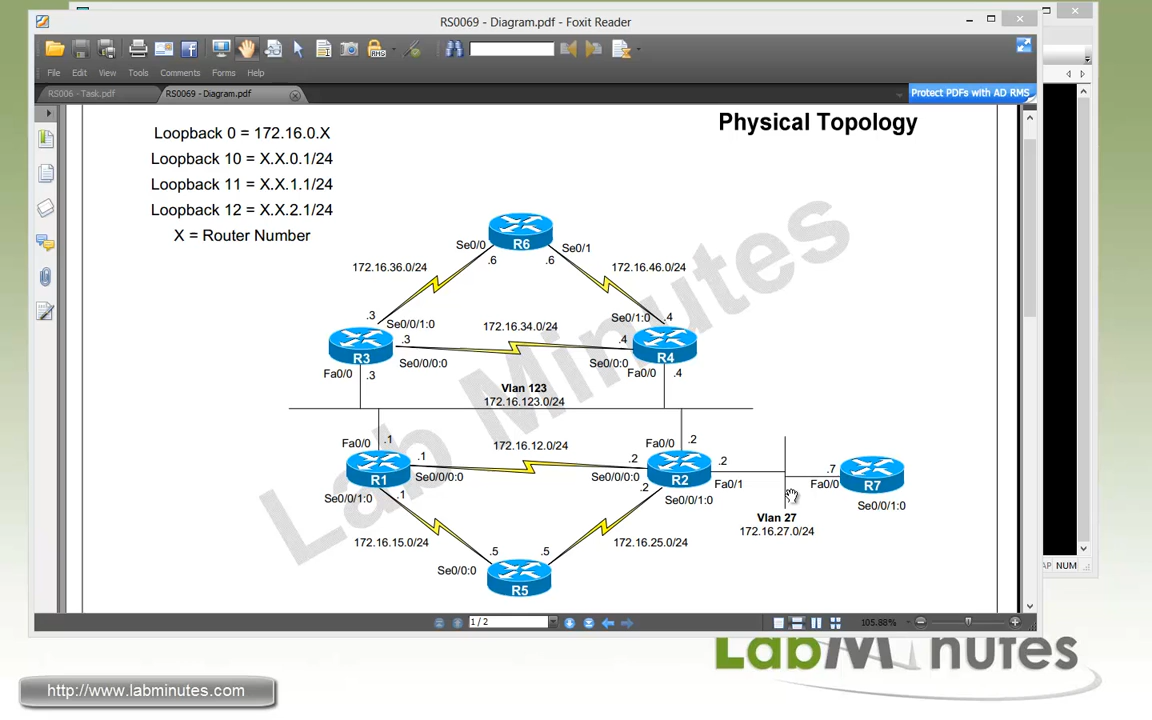 RS0069 - Diagram.pdf - Foxit Reader
File Edit View Tools Comments Forms Help
RS006 - Task.pdf
RS0069 - Diagram.pdf
Protect PDFs with AD RMS
Physical Topology
Loopback 0 = 172.16.0.X
Loopback 10 = X.X.0.1/24
Loopback 11 = X.X.1.1/24
Loopback 12 = X.X.2.1/24
X = Router Number
R6
Se0/0
Se0/1
.6
.6
172.16.36.0/24
172.16.46.0/24
.3
Se0/0/1:0
Se0/1:0
.4
172.16.34.0/24
.3
.4
R3
R4
Se0/0/0:0
Se0/0:0
Fa0/0
.3
Fa0/0
.4
Vlan 123
172.16.123.0/24
Fa0/0
.1
172.16.12.0/24
Fa0/0
.2
.1
.2
.2
.7
R1
Se0/0/0:0
Se0/0/0:0
R2
Fa0/1
Fa0/0
R7
Se0/0/1:0
.1
.2
Se0/0/1:0
Se0/0/1:0
Vlan 27
172.16.27.0/24
172.16.15.0/24
172.16.25.0/24
.5
.5
Se0/0:0
R5
Lab Minutes
1 / 2
105.88%
AP NUM
LabMinutes
http://www.labminutes.com